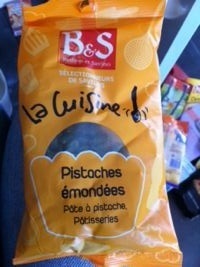 B&S
SÉLECTIONNEURS
DE SAVEURS
La Cuisine!
Pistaches
émondées
Pâte à pistache,
Pâtisseries